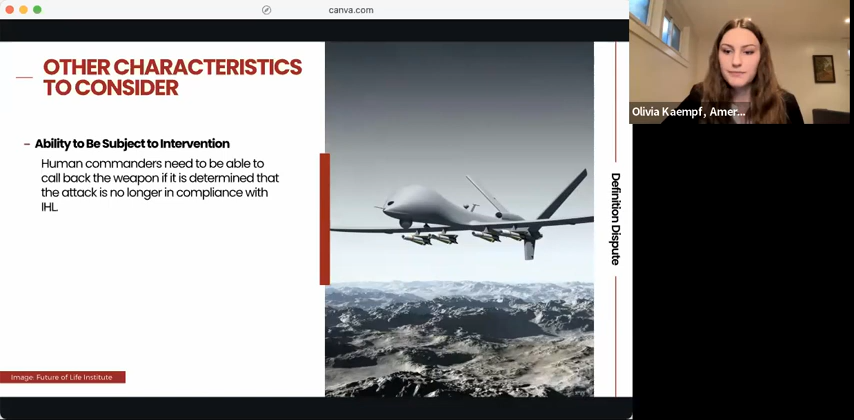 canva.com
OTHER CHARACTERISTICS
TO CONSIDER
– Ability to Be Subject to Intervention
Human commanders need to be able to
call back the weapon if it is determined that
the attack is no longer in compliance with
IHL.
Definition Dispute
Image: Future of Life Institute
Olivia Kaempf, Amer...